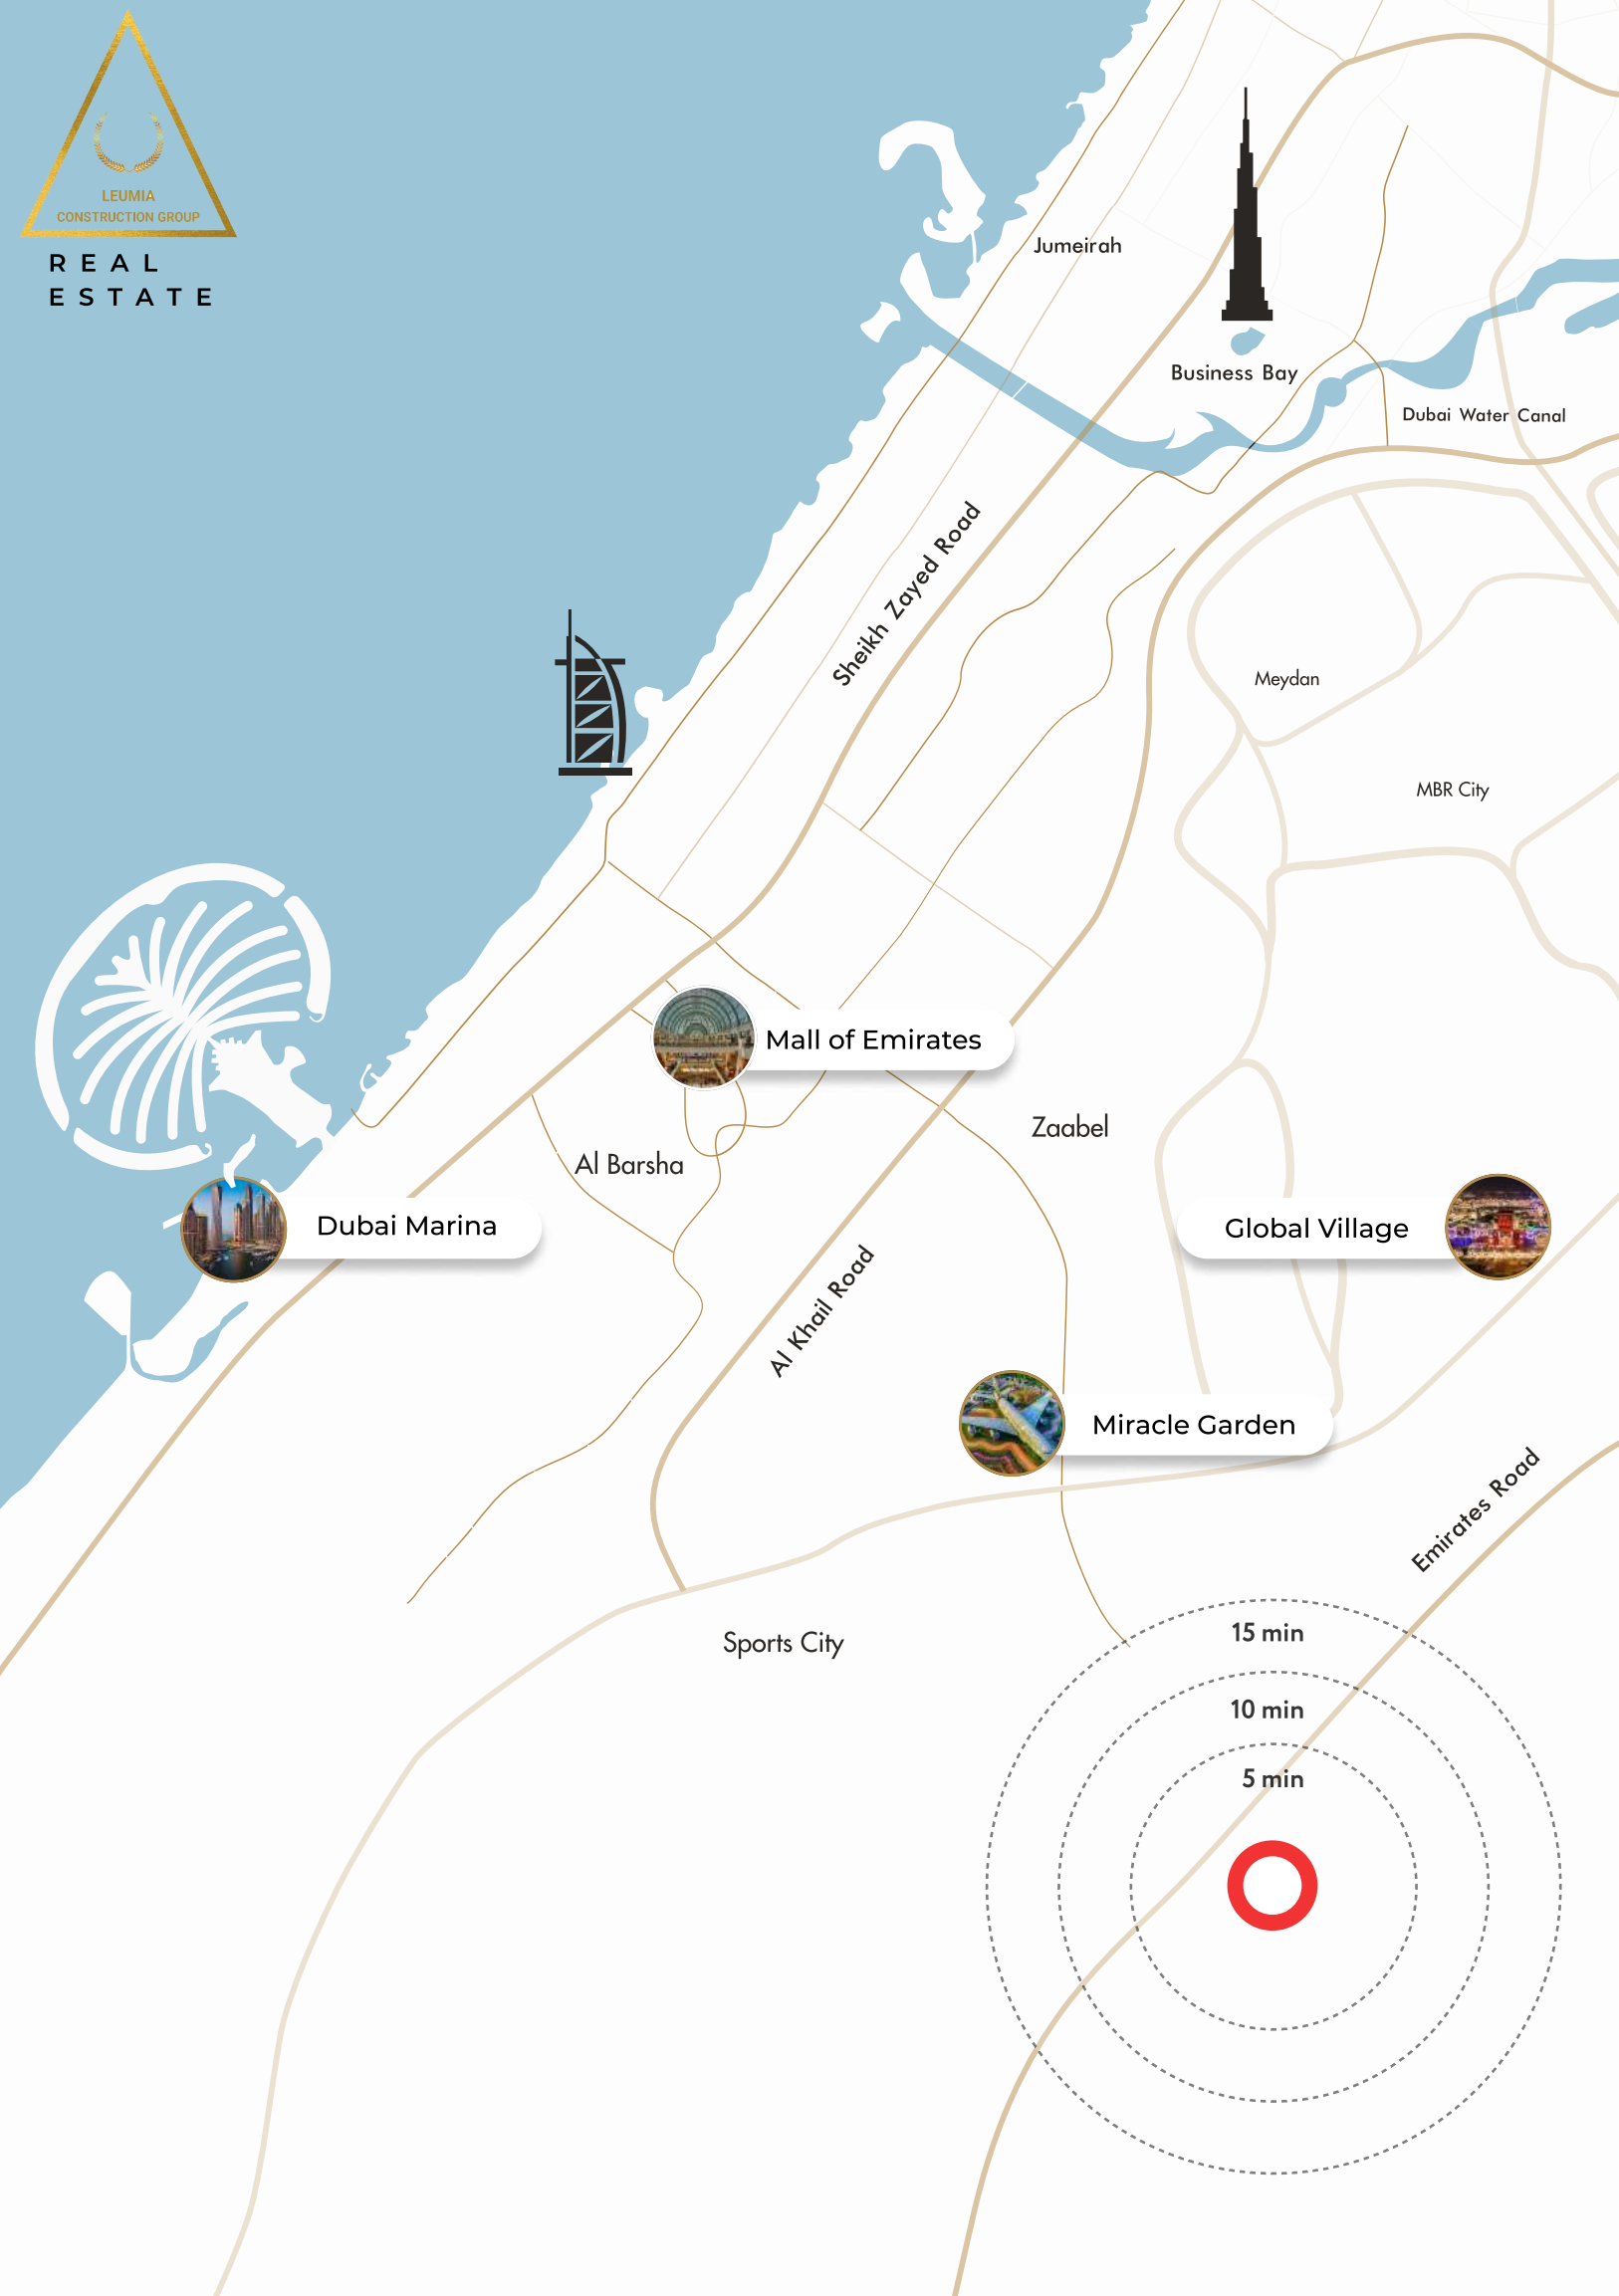 LEUMIA
CONSTRUCTION GROUP
REAL
ESTATE
Jumeirah
Business Bay
Dubai Water Canal
Sheikh Zayed Road
Meydan
MBR City
Mall of Emirates
Zaabel
Al Barsha
Dubai Marina
Global Village
Al Khail Road
Miracle Garden
Emirates Road
Sports City
15 min
10 min
5 min